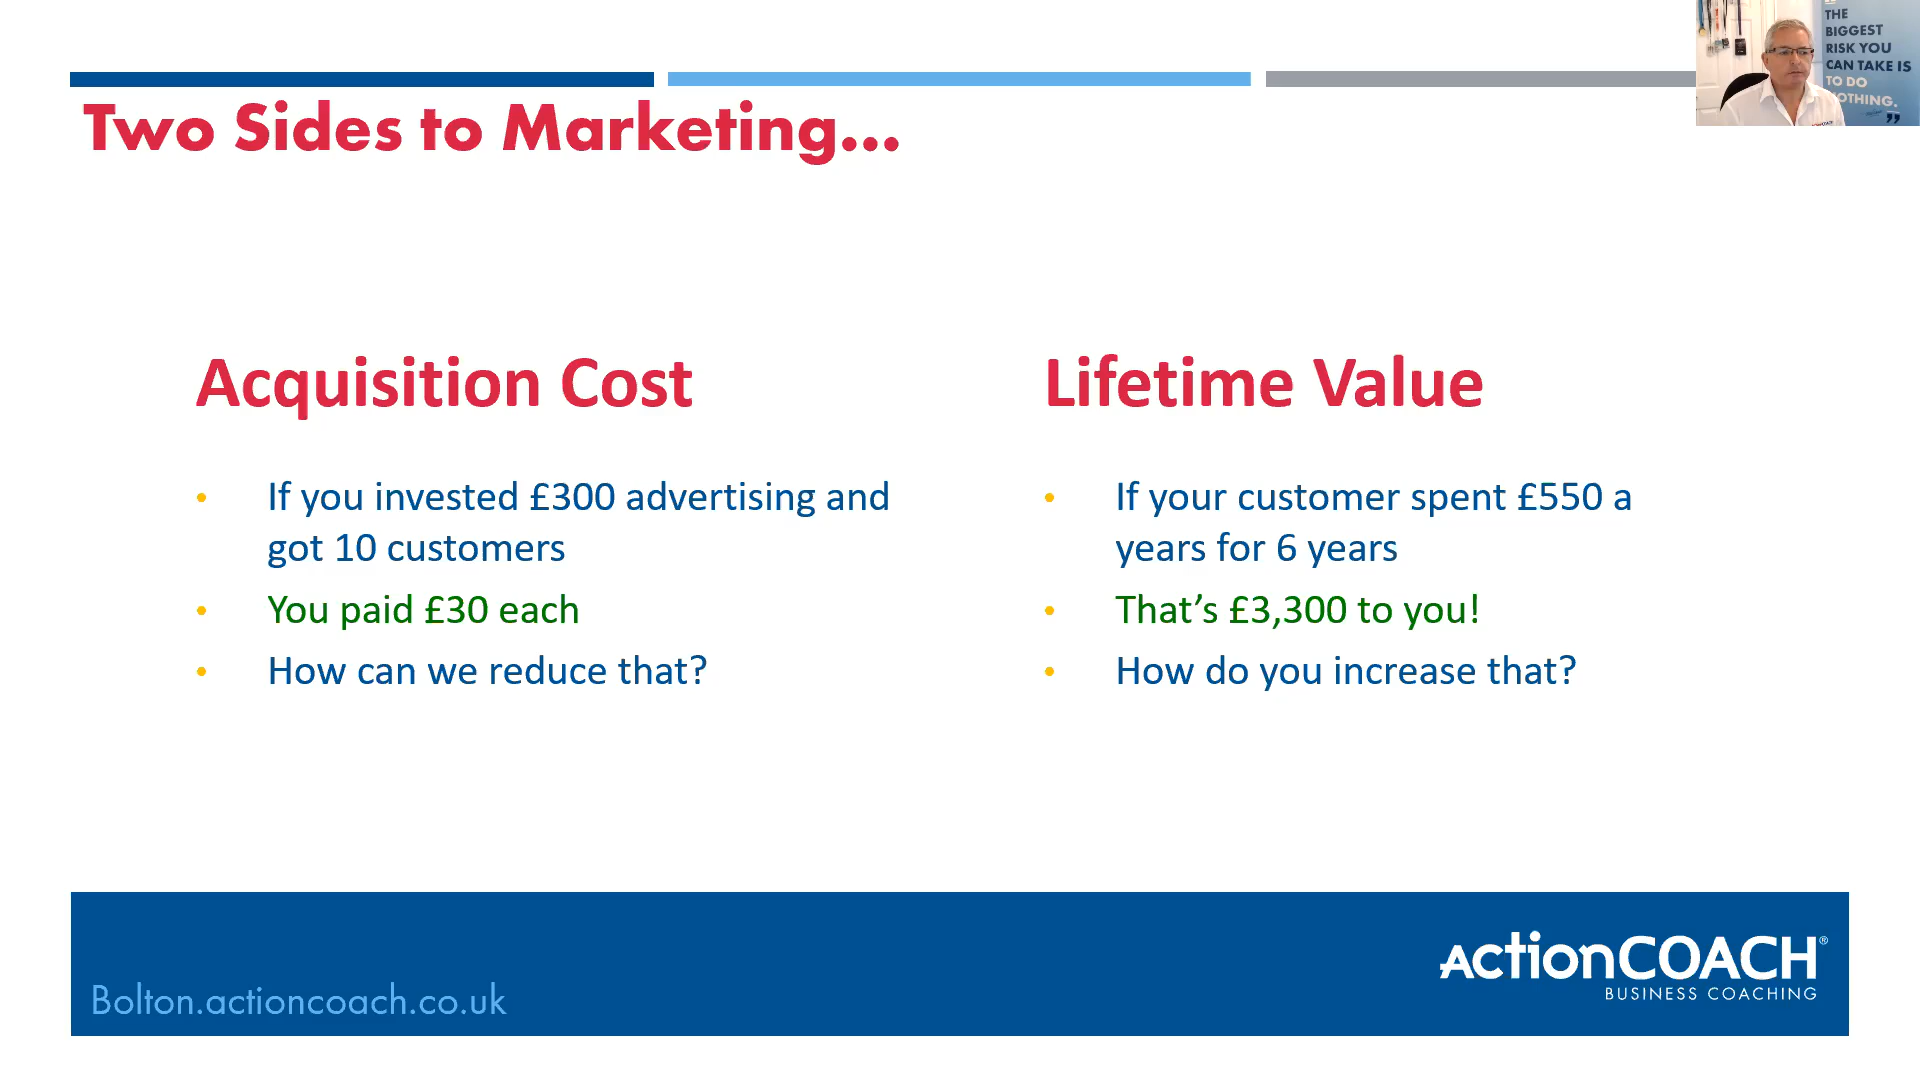 Two Sides to Marketing...
THE
BIGGEST
RISK YOU
CAN TAKE IS
TO DO
NOTHING.
”
Acquisition Cost
• If you invested £300 advertising and
got 10 customers
• You paid £30 each
• How can we reduce that?
Lifetime Value
• If your customer spent £550 a
years for 6 years
• That’s £3,300 to you!
• How do you increase that?
Bolton.actioncoach.co.uk
actionCOACH®
BUSINESS COACHING